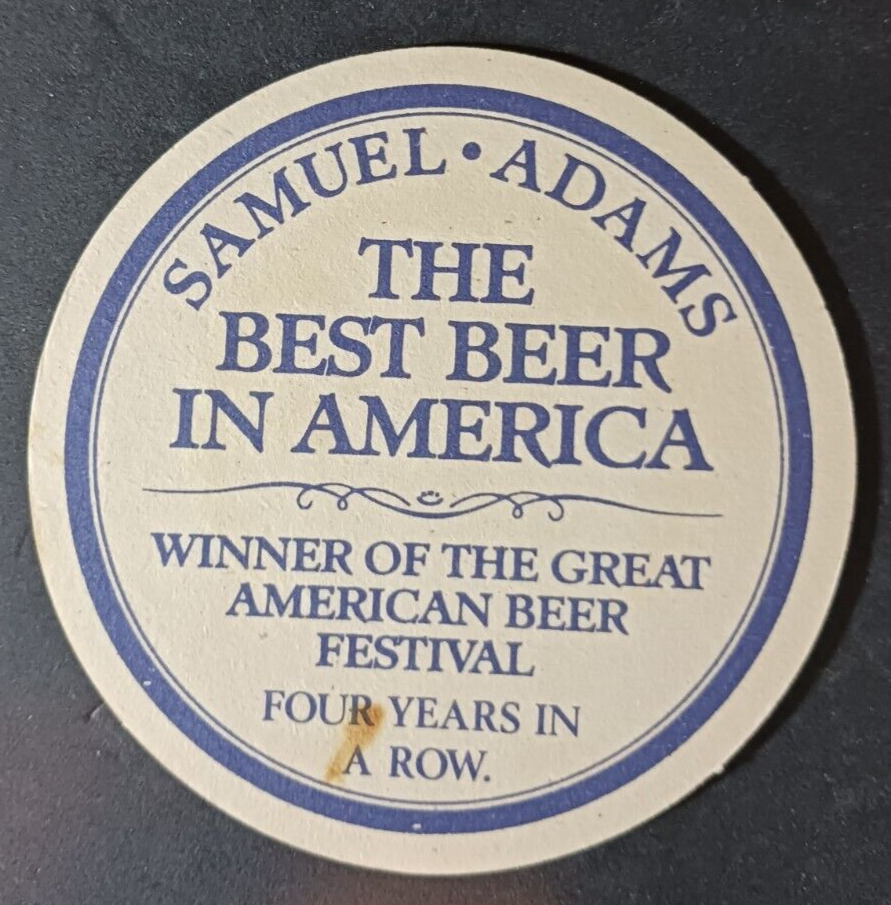 SAMUEL • ADAMS
THE
BEST BEER
IN AMERICA
WINNER OF THE GREAT
AMERICAN BEER
FESTIVAL
FOUR YEARS IN
A ROW.